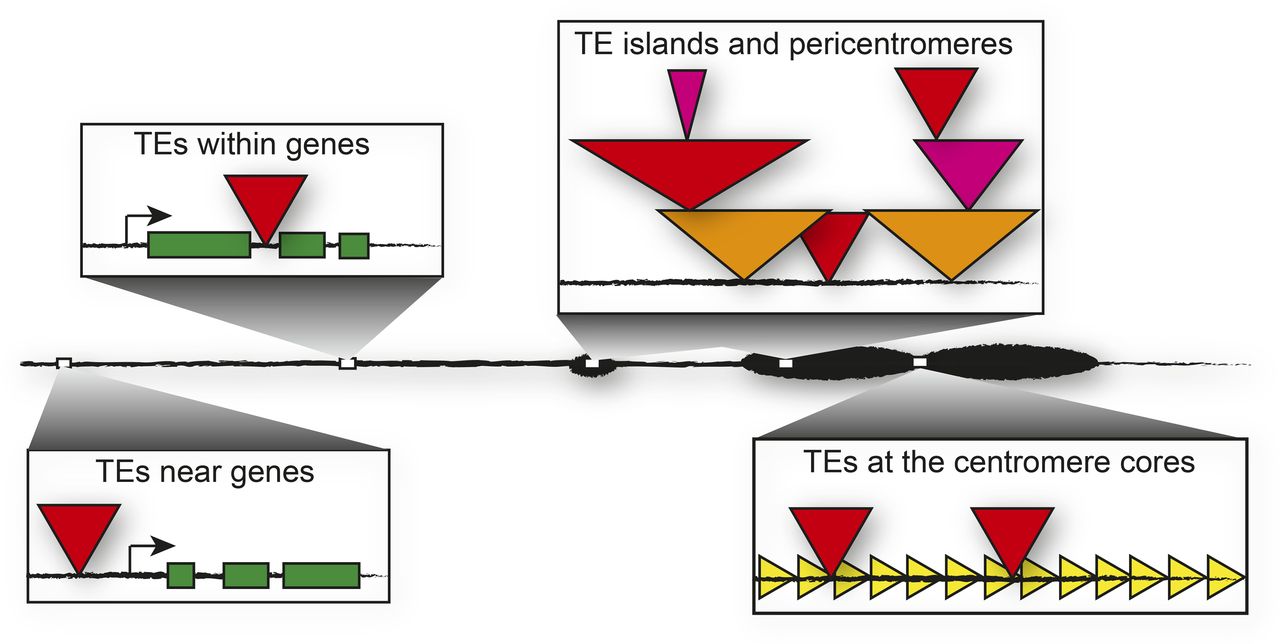 TE islands and pericentromeres
TEs within genes
TEs near genes
TEs at the centromere cores